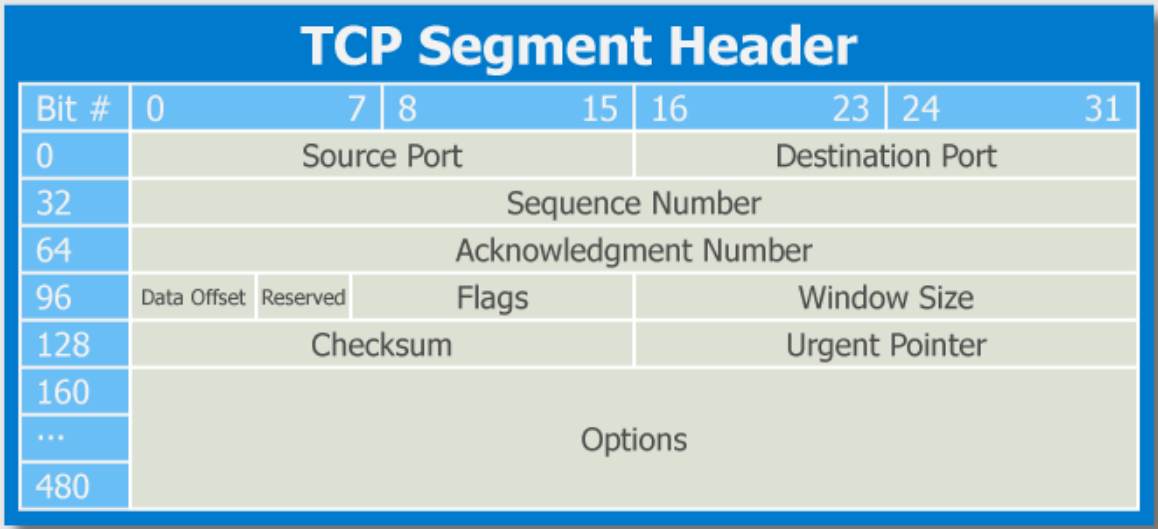 TCP Segment Header
Bit # 0 7 8 15 16 23 24 31
0 Source Port Destination Port
32 Sequence Number
64 Acknowledgment Number
96 Data Offset Reserved Flags Window Size
128 Checksum Urgent Pointer
160
... Options
480